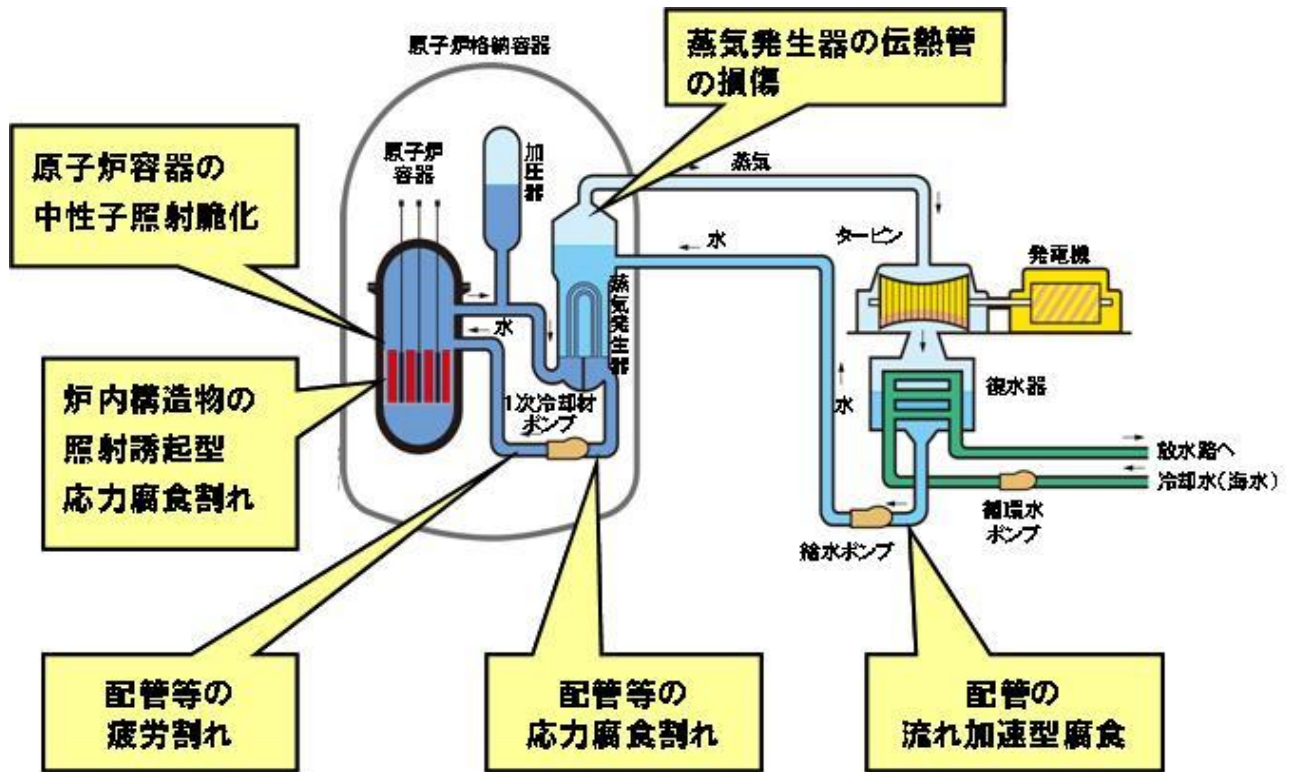 原子炉格納容器
蒸気発生器の伝熱管
の損傷
原子炉容器の
中性子照射脆化
原子炉
容器
加圧器
蒸気
水
タービン
発電機
水
蒸気発生器
炉内構造物の
照射誘起型
応力腐食割れ
1次冷却材
ポンプ
水
復水器
放水路へ
冷却水(海水)
循環水
ポンプ
給水ポンプ
配管等の
疲労割れ
配管等の
応力腐食割れ
配管の
流れ加速型腐食